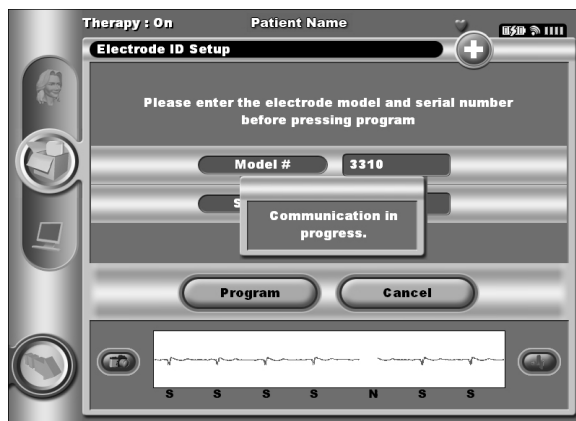 Therapy : On Patient Name
Electrode ID Setup
Please enter the electrode model and serial number
before pressing program
Model # 3310
S
Communication in
progress.
Program Cancel
S S S S N S S